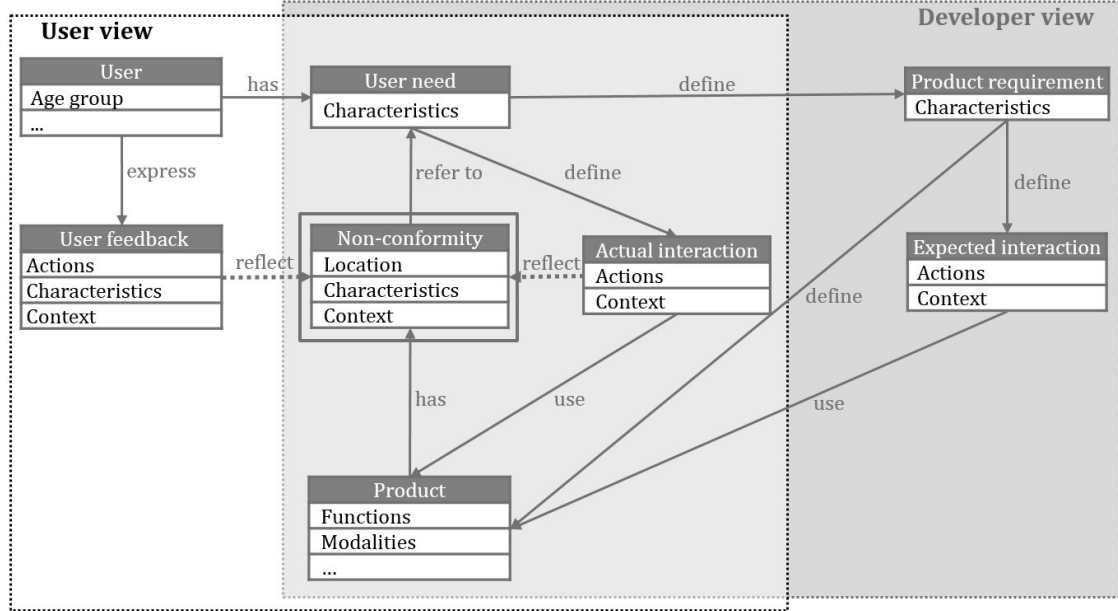 User view
Developer view
User
Age group
...
has
User need
Characteristics
define
Product requirement
Characteristics
express
refer to
define
define
User feedback
Actions
Characteristics
Context
reflect
Non-conformity
Location
Characteristics
Context
reflect
Actual interaction
Actions
Context
define
Expected interaction
Actions
Context
has
use
use
Product
Functions
Modalities
...